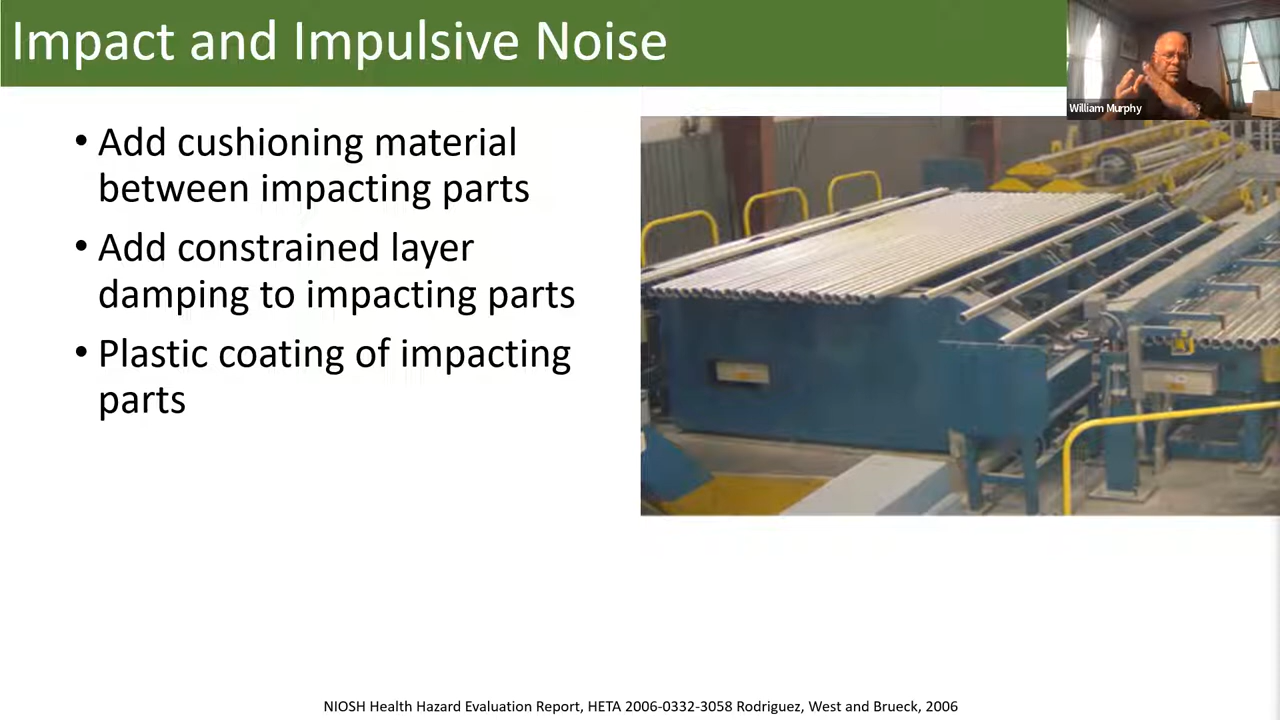 Impact and Impulsive Noise
William Murphy
• Add cushioning material
between impacting parts
• Add constrained layer
damping to impacting parts
• Plastic coating of impacting
parts
NIOSH Health Hazard Evaluation Report, HETA 2006-0332-3058 Rodriguez, West and Brueck, 2006